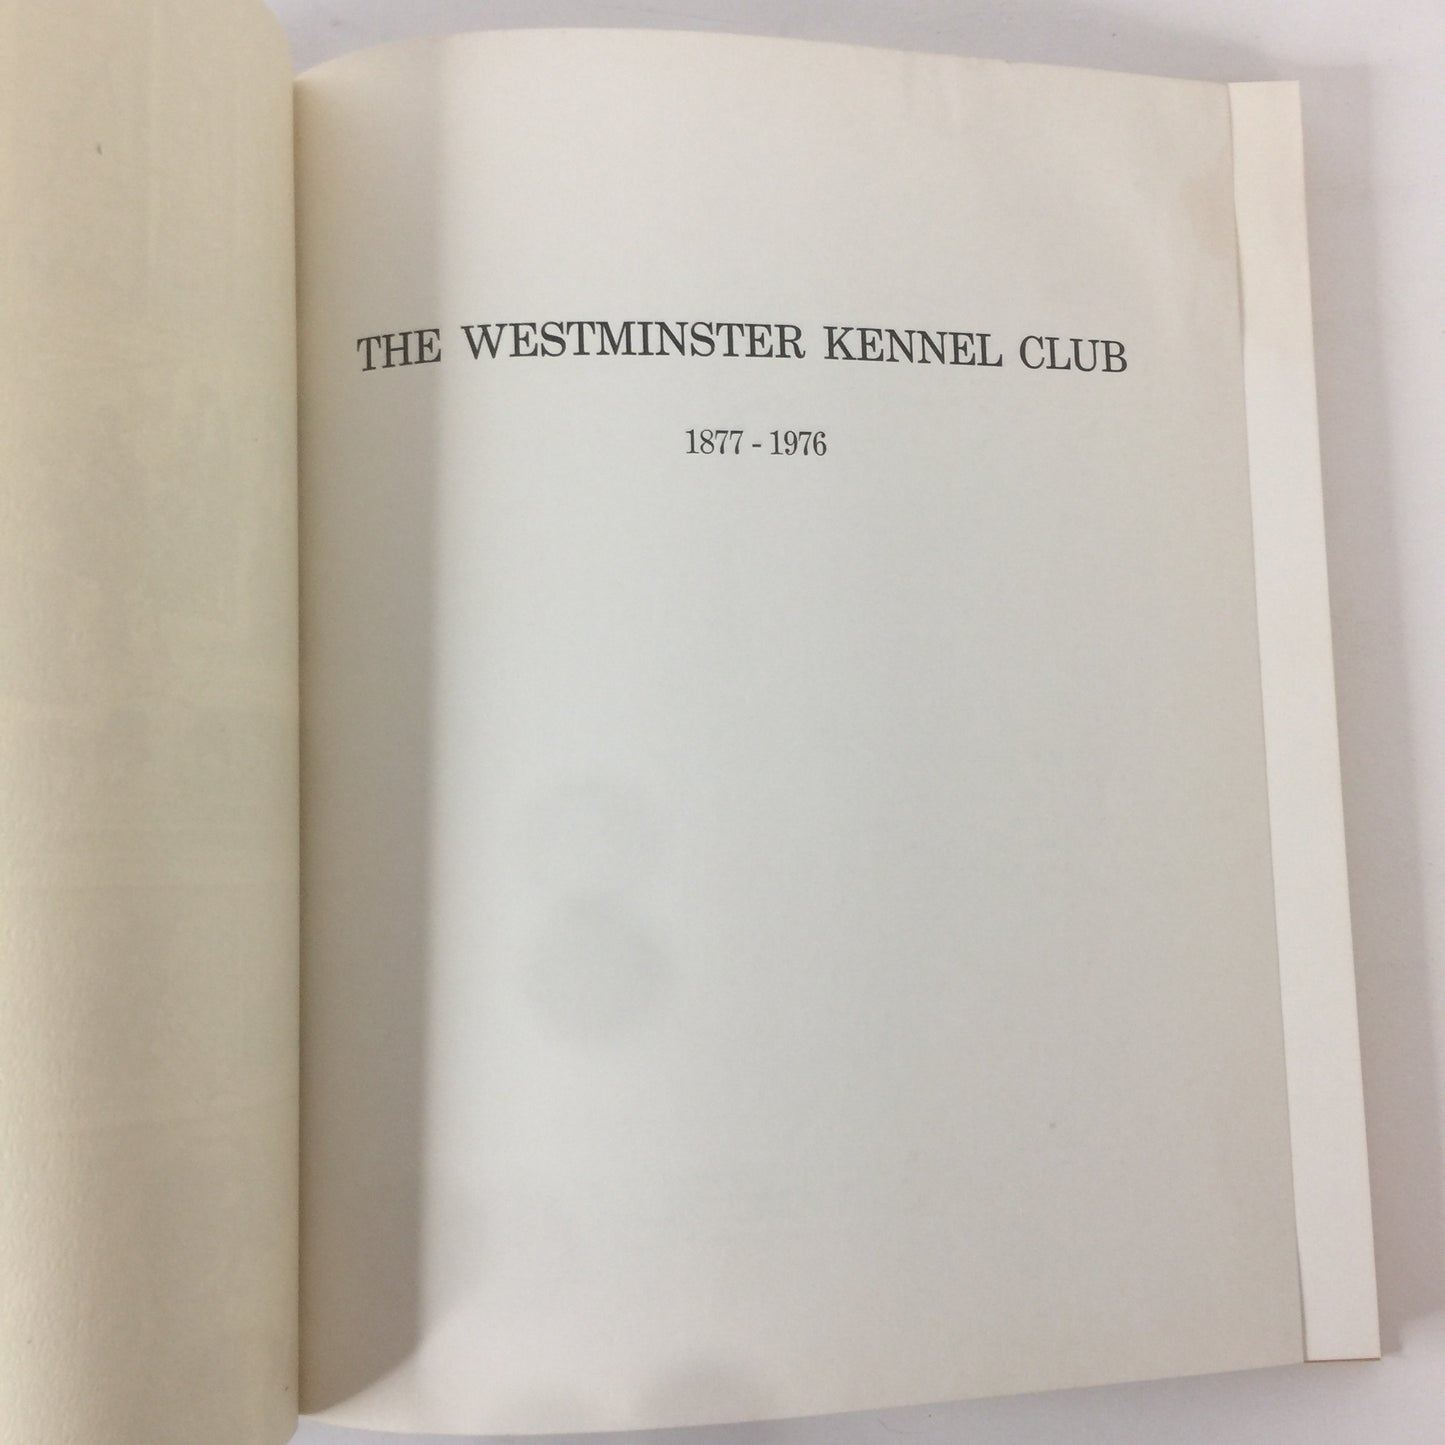 THE WESTMINSTER KENNEL CLUB
1877 - 1976